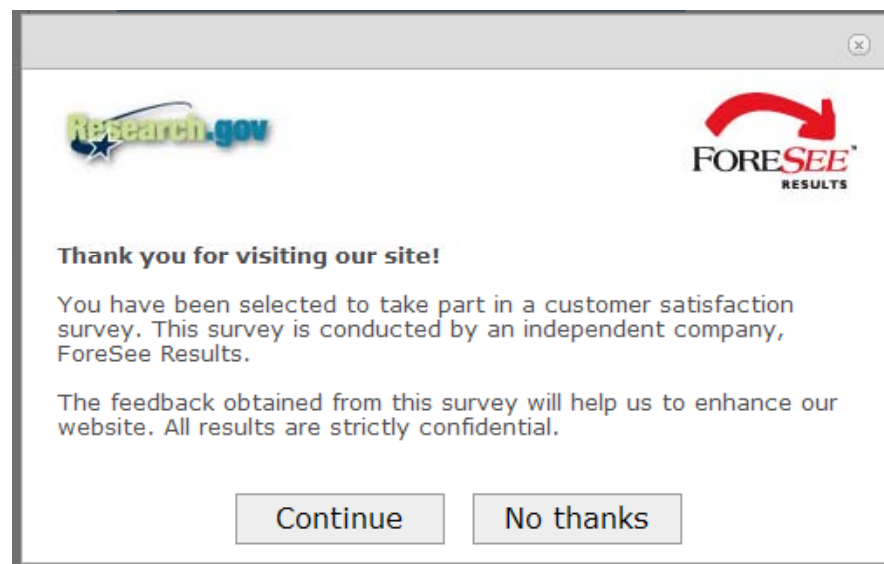 Research.gov
FORESEE™
RESULTS
Thank you for visiting our site!
You have been selected to take part in a customer satisfaction
survey. This survey is conducted by an independent company,
ForeSee Results.
The feedback obtained from this survey will help us to enhance our
website. All results are strictly confidential.
Continue
No thanks